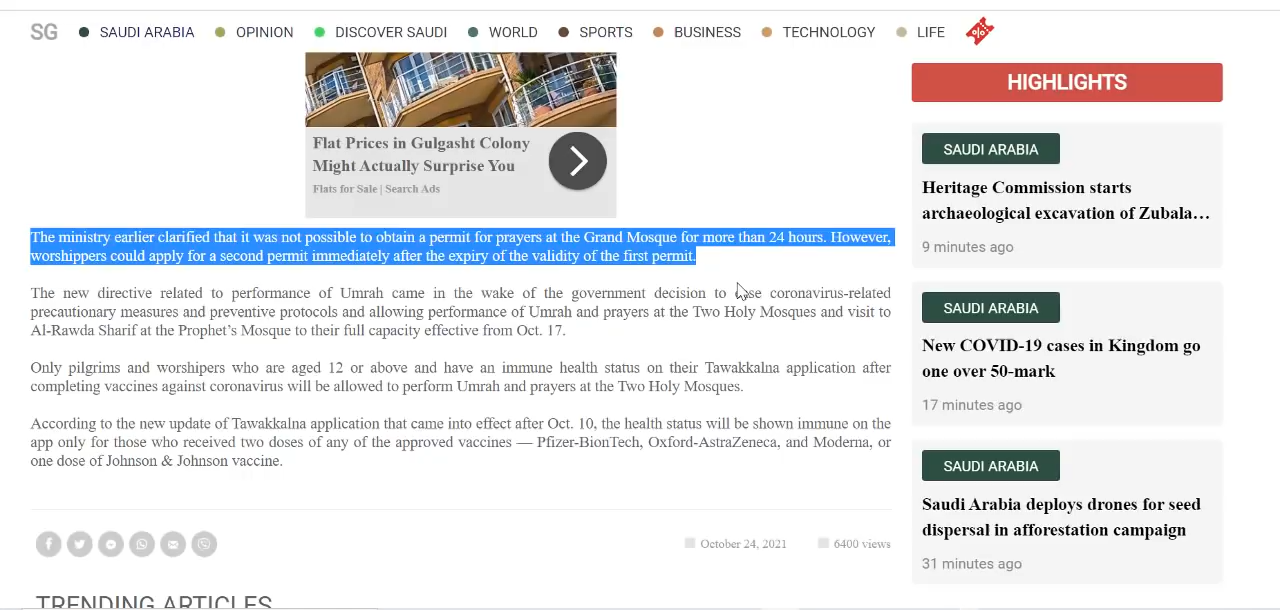 SG SAUDI ARABIA OPINION DISCOVER SAUDI WORLD SPORTS BUSINESS TECHNOLOGY LIFE
Flat Prices in Gulgasht Colony
Might Actually Surprise You
Flats for Sale | Search Ads
The ministry earlier clarified that it was not possible to obtain a permit for prayers at the Grand Mosque for more than 24 hours. However,
worshippers could apply for a second permit immediately after the expiry of the validity of the first permit.
The new directive related to performance of Umrah came in the wake of the government decision to coronavirus-related
precautionary measures and preventive protocols and allowing performance of Umrah and prayers at the Two Holy Mosques and visit to
Al-Rawda Sharif at the Prophet’s Mosque to their full capacity effective from Oct. 17.
Only pilgrims and worshipers who are aged 12 or above and have an immune health status on their Tawakkalna application after
completing vaccines against coronavirus will be allowed to perform Umrah and prayers at the Two Holy Mosques.
According to the new update of Tawakkalna application that came into effect after Oct. 10, the health status will be shown immune on the
app only for those who received two doses of any of the approved vaccines — Pfizer-BionTech, Oxford-AstraZeneca, and Moderna, or
one dose of Johnson & Johnson vaccine.
October 24, 2021 6400 views
TRENDING ARTICLES
HIGHLIGHTS
SAUDI ARABIA
Heritage Commission starts
archaeological excavation of Zubala...
9 minutes ago
SAUDI ARABIA
New COVID-19 cases in Kingdom go
one over 50-mark
17 minutes ago
SAUDI ARABIA
Saudi Arabia deploys drones for seed
dispersal in afforestation campaign
31 minutes ago